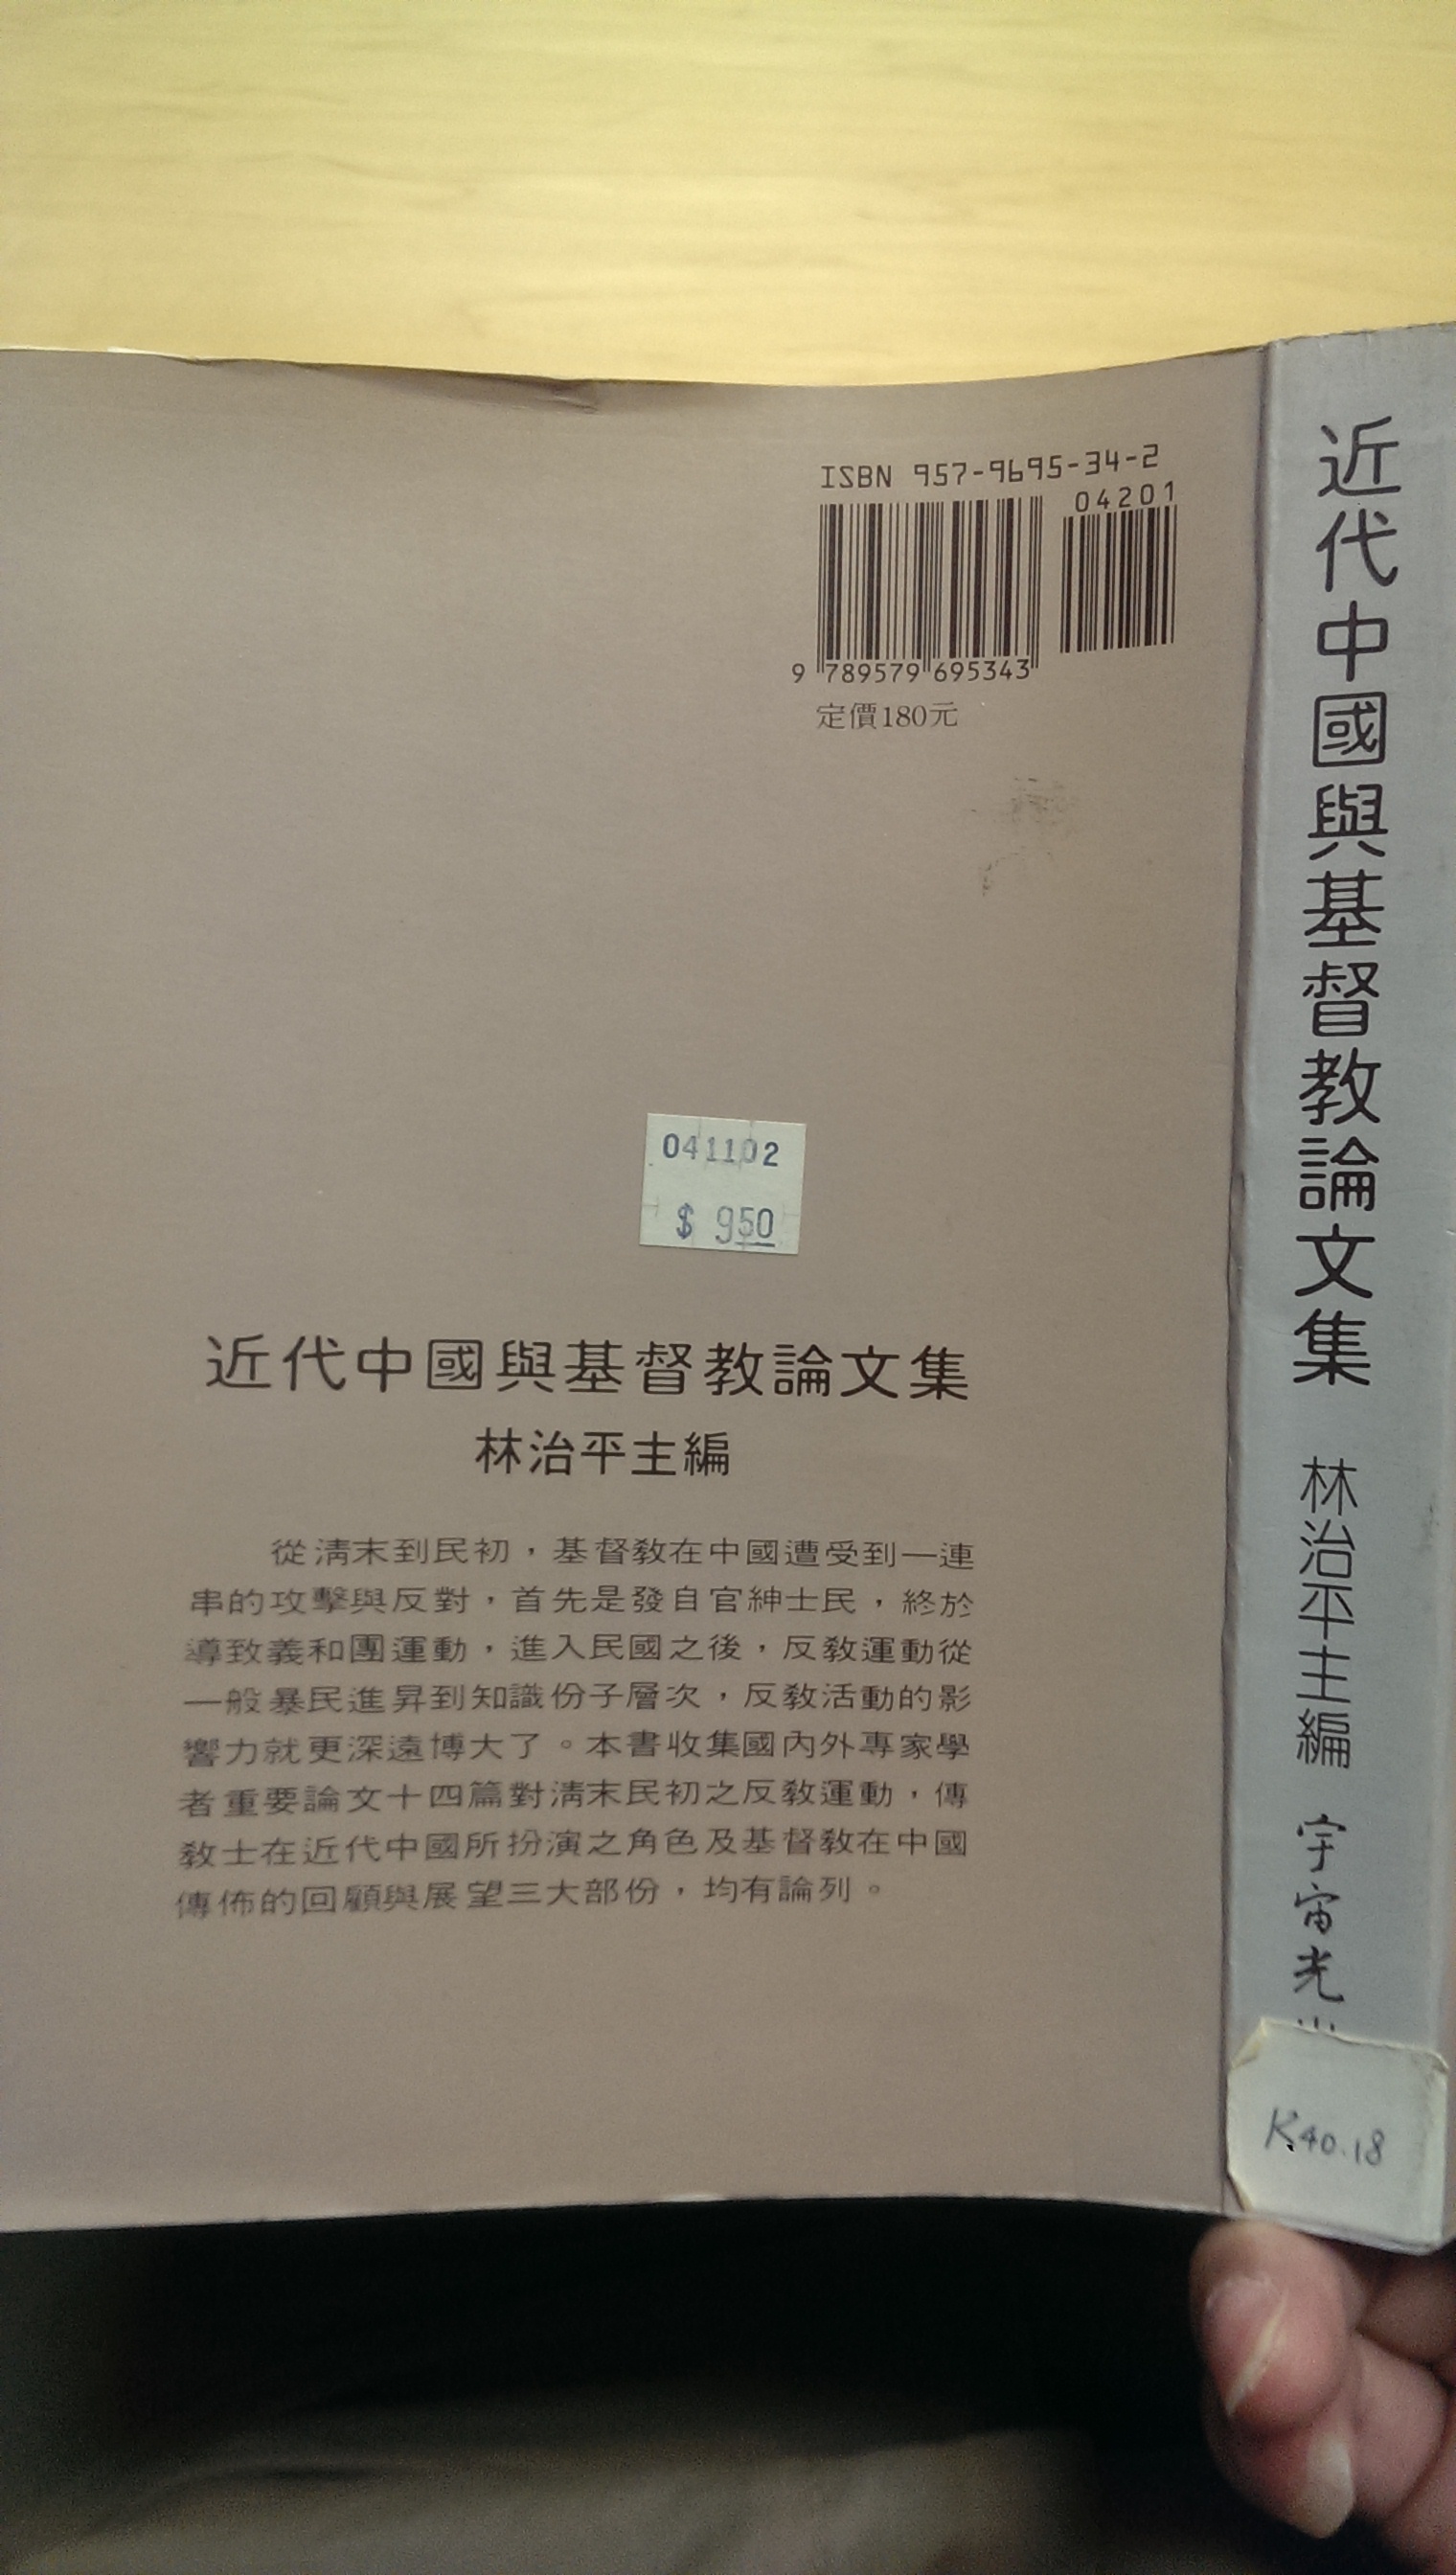 ISBN 957-9695-34-2
04201
9 789579 695343
定價180元
041102
$ 950
近代中國與基督教論文集
林治平主編
從清末到民初，基督教在中國遭受到一連
串的攻擊與反對，首先是發自官紳士民，終於
導致義和團運動，進入民國之後，反教運動從
一般暴民進昇到知識份子層次，反教活動的影
響力就更深遠博大了。本書收集國內外專家學
者重要論文十四篇對清末民初之反教運動，傳
教士在近代中國所扮演之角色及基督教在中國
傳佈的回顧與展望三大部份，均有論列。
近代中國與基督教論文集 林治平主編 宇宙光
K40.18